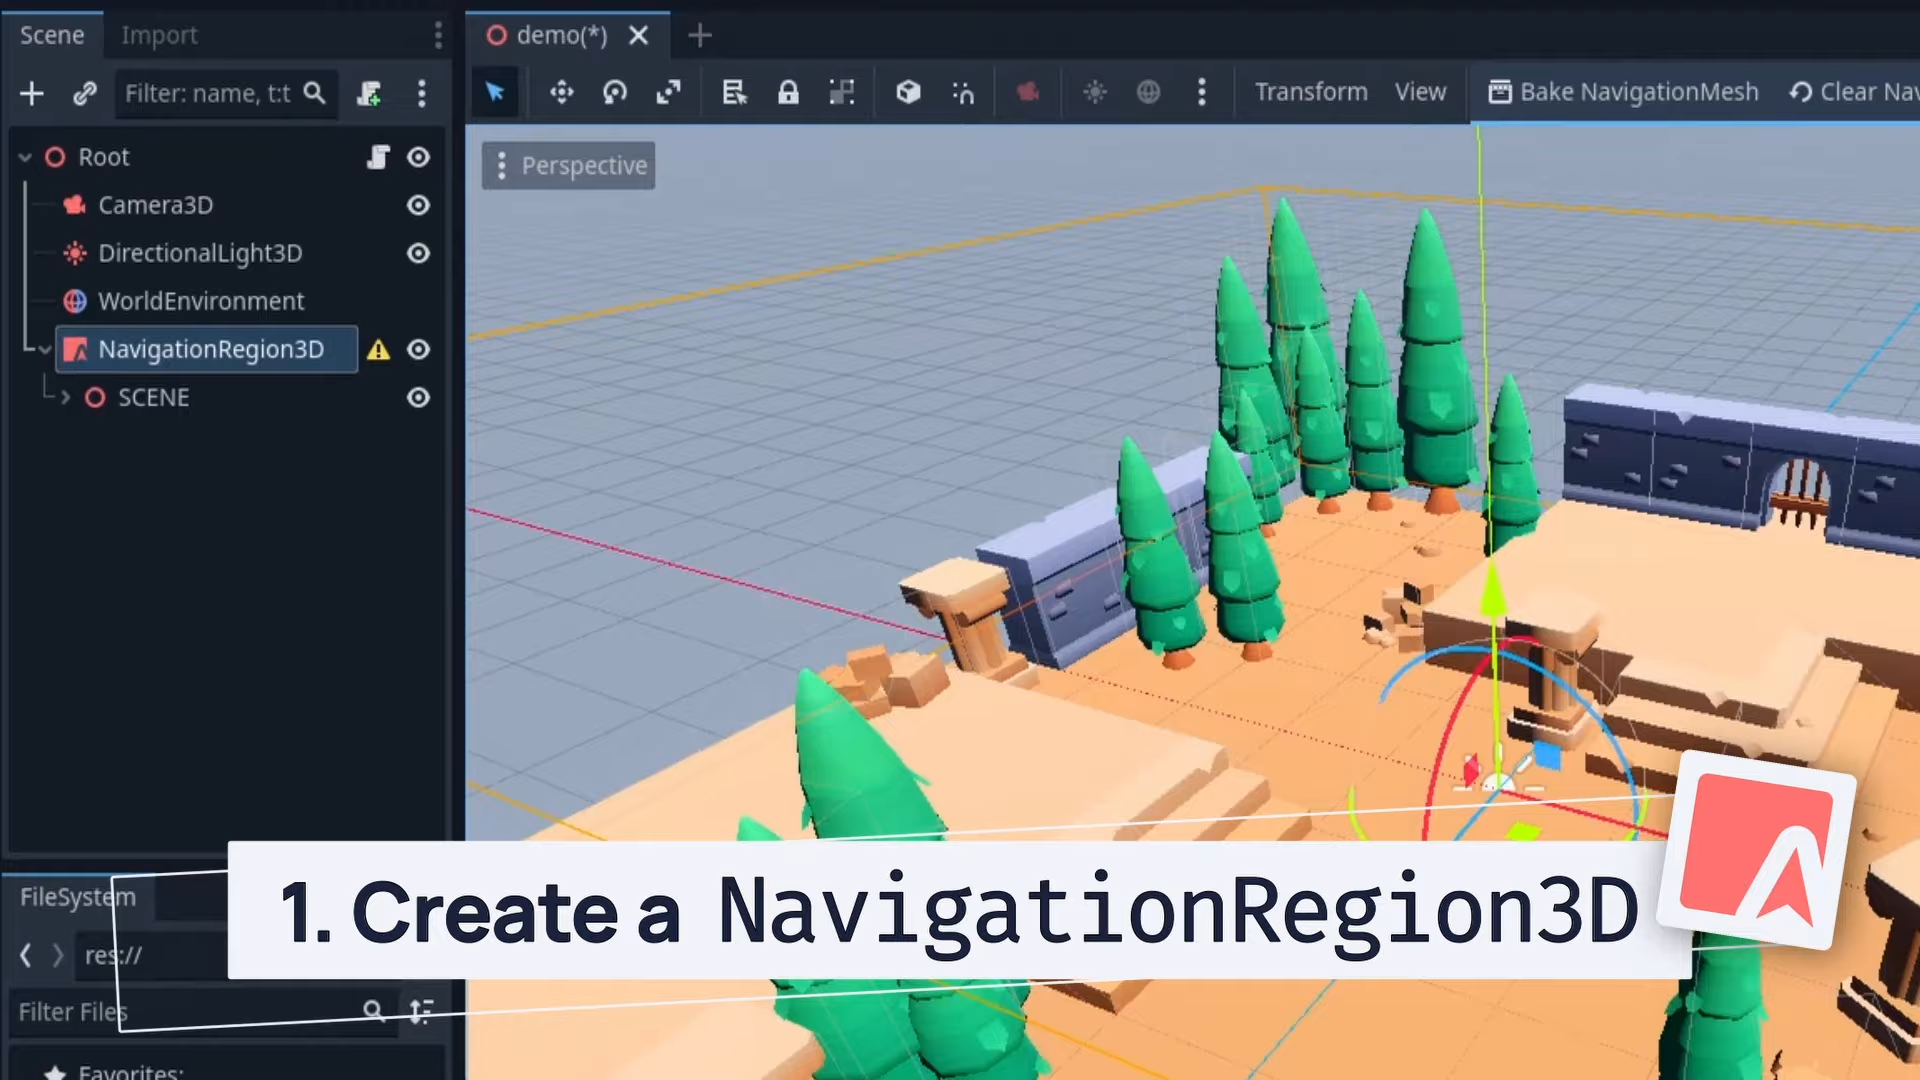 Scene
Import
demo(*)
Filter: name, t:t
Transform
View
Bake NavigationMesh
Clear Nav
Perspective
Root
Camera3D
DirectionalLight3D
WorldEnvironment
NavigationRegion3D
SCENE
1. Create a NavigationRegion3D
FileSystem
res://
Filter Files
Favorites: